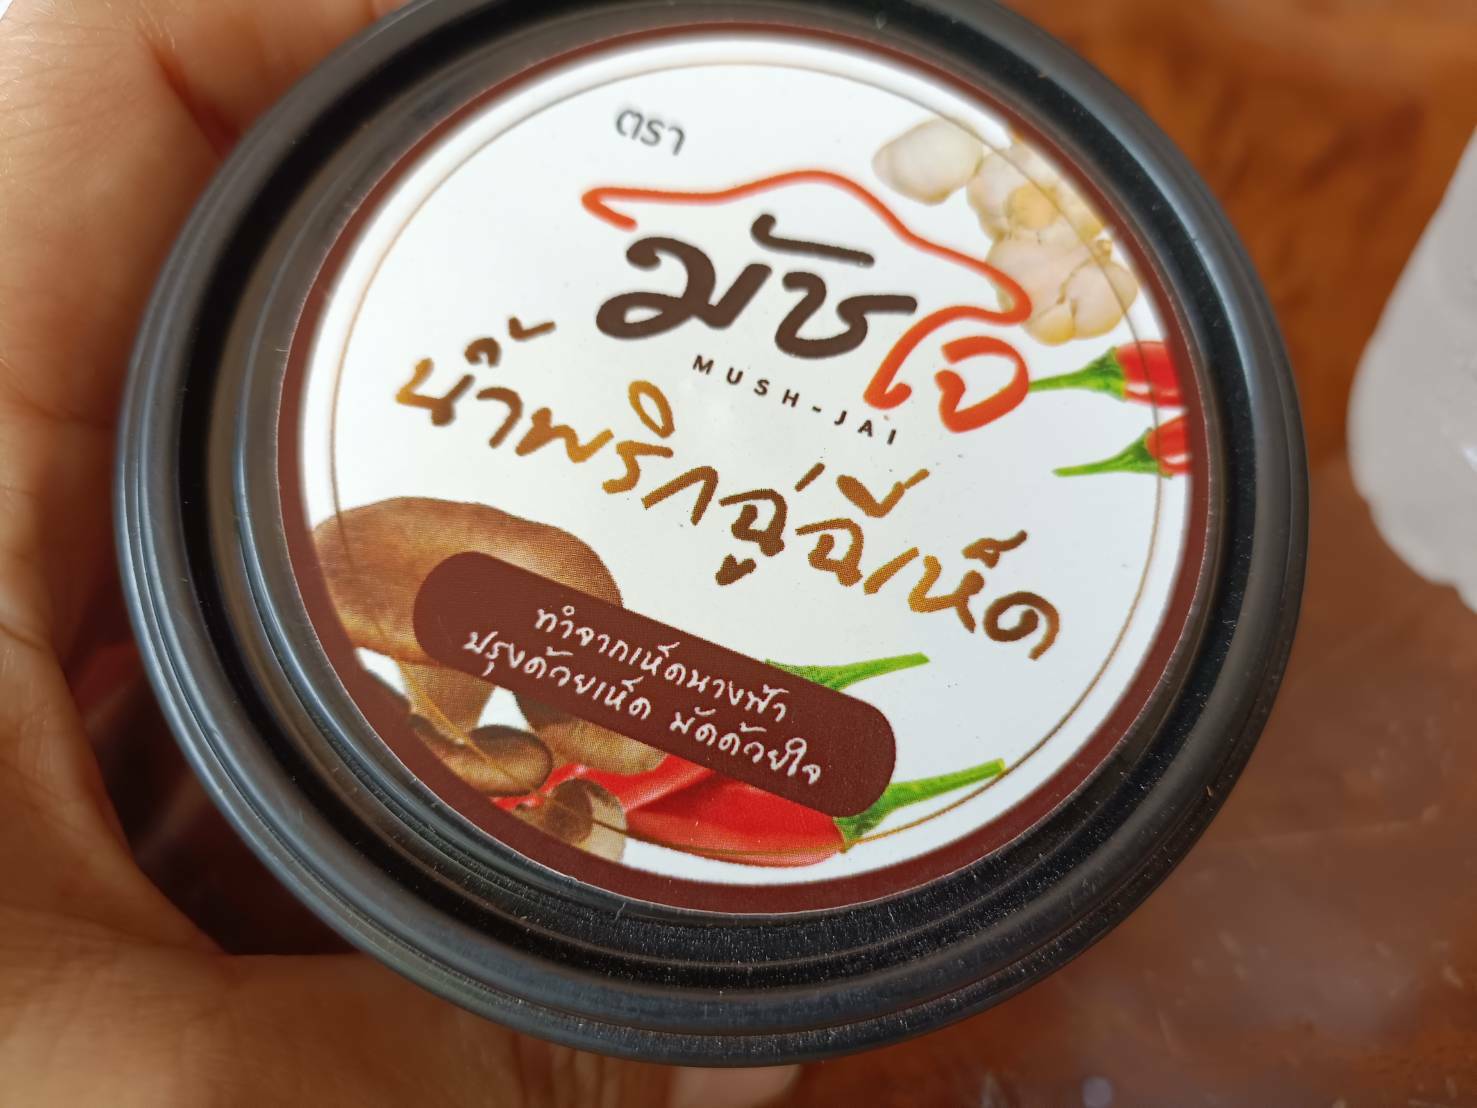 ตรา
มัชใจ
MUSH-JAI
น้ำพริกอู่ฮีเห็ด
ทำจากเห็ดนางฟ้า
ปรุงด้วยเห็ด มัดด้วยใจ